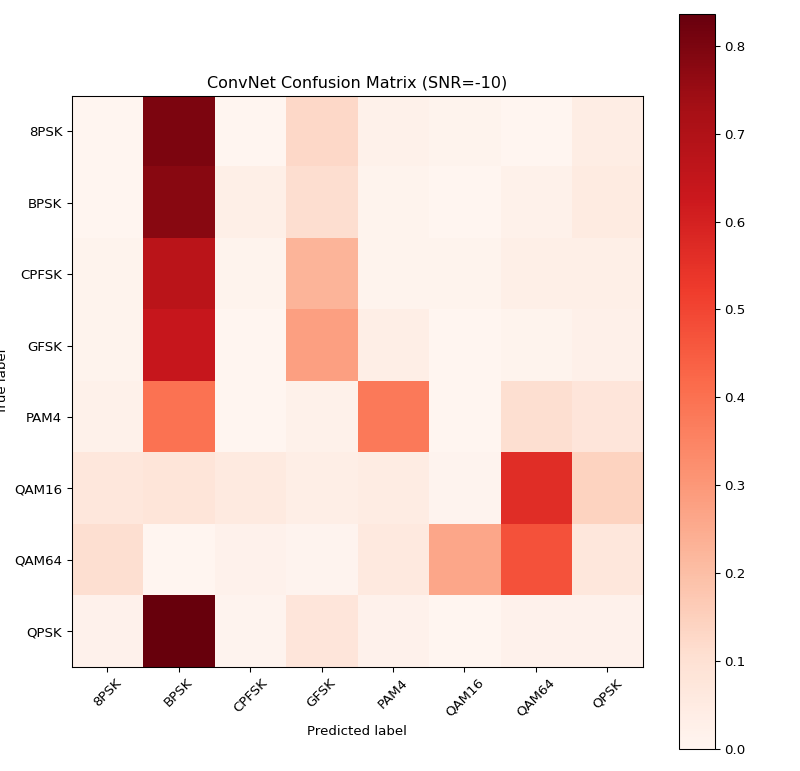 ConvNet Confusion Matrix (SNR=-10)
8PSK
BPSK
CPFSK
GFSK
PAM4
QAM16
QAM64
QPSK
8PSK
BPSK
CPFSK
GFSK
PAM4
QAM16
QAM64
QPSK
Predicted label
0.8
0.7
0.6
0.5
0.4
0.3
0.2
0.1
0.0